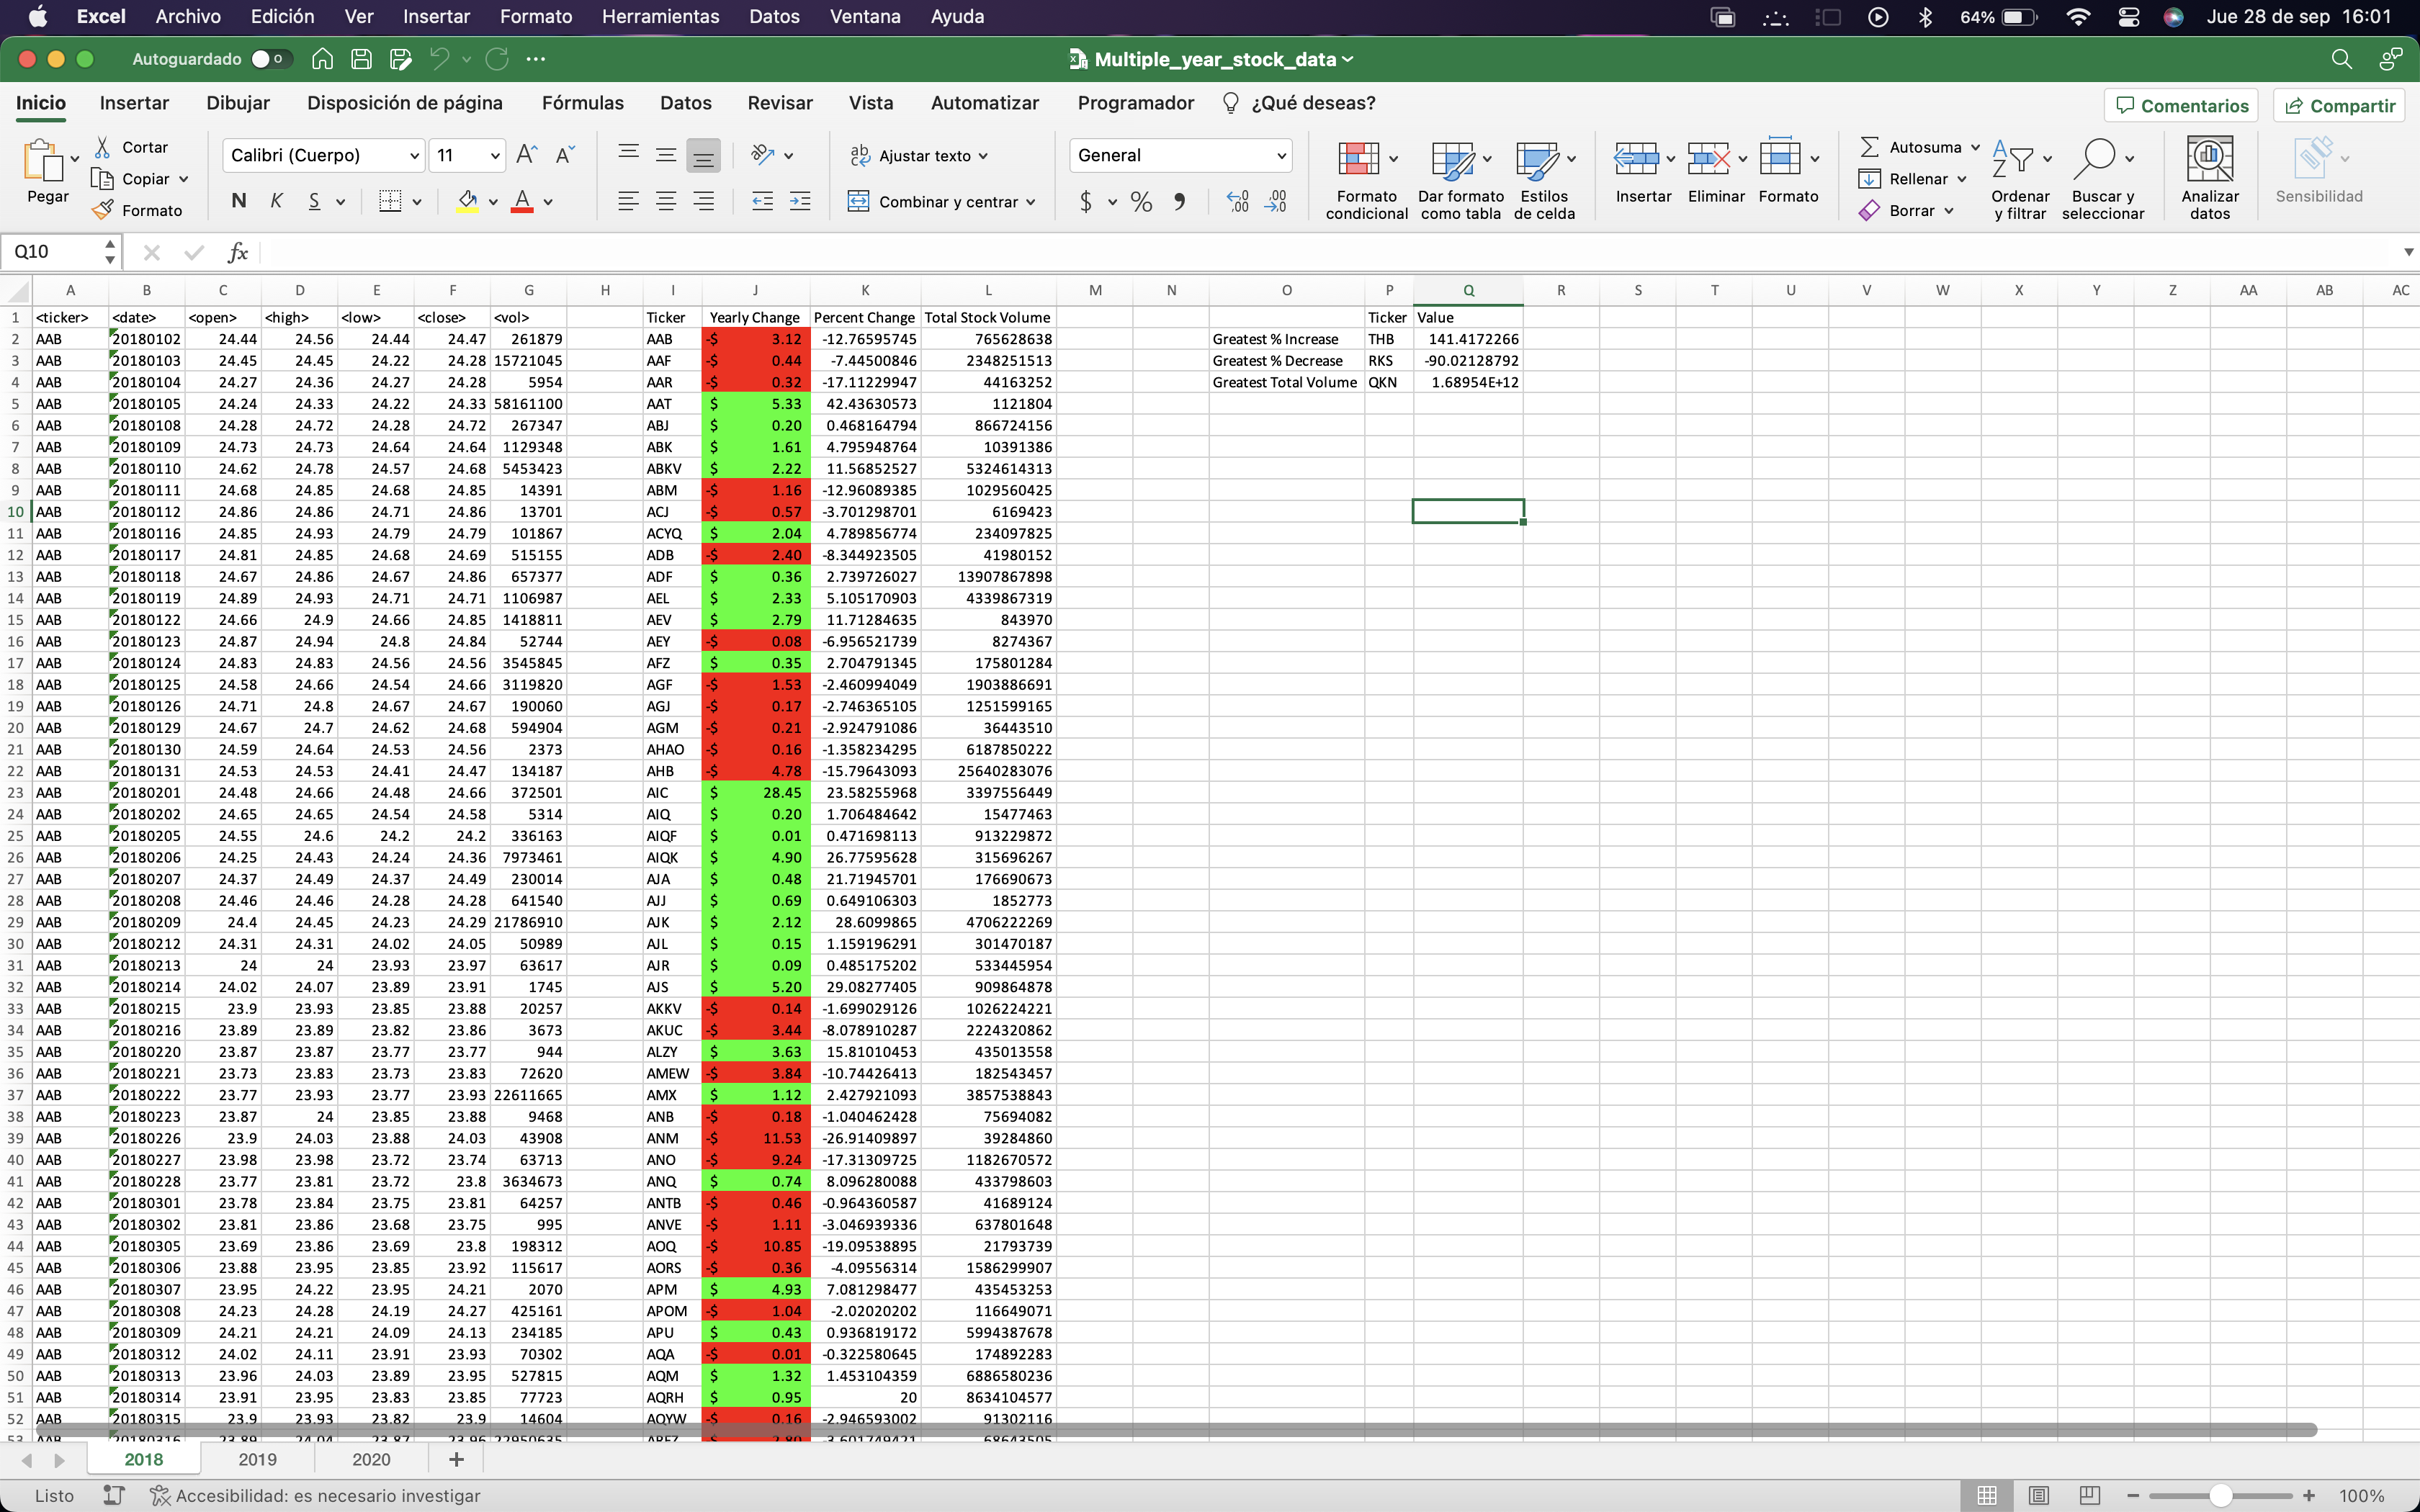 Excel Archivo Edición Ver Insertar Formato Herramientas Datos Ventana Ayuda 64% Jue 28 de sep 16:01
Autoguardado Multiple_year_stock_data
Inicio Insertar Dibujar Disposición de página Fórmulas Datos Revisar Vista Automatizar Programador ¿Qué deseas? Comentarios Compartir
Pegar Cortar Copiar Formato
Calibri (Cuerpo) 11
N K S
Ajustar texto
Combinar y centrar
General
$ % 9 ,00 ,00
Formato condicional Dar formato como tabla Estilos de celda
Insertar Eliminar Formato
Autosuma Rellenar Borrar
Ordenar y filtrar Buscar y seleccionar Analizar datos Sensibilidad
Q10 fx
A B C D E F G H I J K L M N O P Q R S T U V W X Y Z AA AB AC
1 <ticker> <date> <open> <high> <low> <close> <vol> Ticker Yearly Change Percent Change Total Stock Volume Ticker Value
2 AAB 20180102 24.44 24.56 24.44 24.47 261879 AAB -$ 3.12 -12.76595745 765628638 Greatest % Increase THB 141.4172266
3 AAB 20180103 24.45 24.45 24.22 24.28 15721045 AAF -$ 0.44 -7.44500846 2348251513 Greatest % Decrease RKS -90.02128792
4 AAB 20180104 24.27 24.36 24.27 24.28 5954 AAR -$ 0.32 -17.11229947 44163252 Greatest Total Volume QKN 1.68954E+12
5 AAB 20180105 24.24 24.33 24.22 24.33 58161100 AAT $ 5.33 42.43630573 1121804
6 AAB 20180108 24.28 24.72 24.28 24.72 267347 ABJ $ 0.20 0.468164794 866724156
7 AAB 20180109 24.73 24.73 24.64 24.64 1129348 ABK $ 1.61 4.795948764 10391386
8 AAB 20180110 24.62 24.78 24.57 24.68 5453423 ABKV $ 2.22 11.56852527 5324614313
9 AAB 20180111 24.68 24.85 24.68 24.85 14391 ABM -$ 1.16 -12.96089385 1029560425
10 AAB 20180112 24.86 24.86 24.71 24.86 13701 ACJ -$ 0.57 -3.701298701 6169423
11 AAB 20180116 24.85 24.93 24.79 24.79 101867 ACYQ $ 2.04 4.789856774 234097825
12 AAB 20180117 24.81 24.85 24.68 24.69 515155 ADB -$ 2.40 -8.344923505 41980152
13 AAB 20180118 24.67 24.86 24.67 24.86 657377 ADF $ 0.36 2.739726027 13907867898
14 AAB 20180119 24.89 24.93 24.71 24.71 1106987 AEL $ 2.33 5.105170903 4339867319
15 AAB 20180122 24.66 24.9 24.66 24.85 1418811 AEV $ 2.79 11.71284635 843970
16 AAB 20180123 24.87 24.94 24.8 24.84 52744 AEY -$ 0.08 -6.956521739 8274367
17 AAB 20180124 24.83 24.83 24.56 24.56 3545845 AFZ $ 0.35 2.704791345 175801284
18 AAB 20180125 24.58 24.66 24.54 24.66 3119820 AGF -$ 1.53 -2.460994049 1903886691
19 AAB 20180126 24.71 24.8 24.67 24.67 190060 AGJ -$ 0.17 -2.746365105 1251599165
20 AAB 20180129 24.67 24.7 24.62 24.68 594904 AGM -$ 0.21 -2.924791086 36443510
21 AAB 20180130 24.59 24.64 24.53 24.56 2373 AHAO -$ 0.16 -1.358234295 6187850222
22 AAB 20180131 24.53 24.53 24.41 24.47 134187 AHB -$ 4.78 -15.79643093 25640283076
23 AAB 20180201 24.48 24.66 24.48 24.66 372501 AIC $ 28.45 23.58255968 3397556449
24 AAB 20180202 24.65 24.65 24.54 24.58 5314 AIQ $ 0.20 1.706484642 15477463
25 AAB 20180205 24.55 24.6 24.2 24.2 336163 AIQF $ 0.01 0.471698113 913229872
26 AAB 20180206 24.25 24.43 24.24 24.36 7973461 AIQK $ 4.90 26.77595628 315696267
27 AAB 20180207 24.37 24.49 24.37 24.49 230014 AJA $ 0.48 21.71945701 176690673
28 AAB 20180208 24.46 24.46 24.28 24.28 641540 AJJ $ 0.69 0.649106303 1852773
29 AAB 20180209 24.4 24.45 24.23 24.29 21786910 AJK $ 2.12 28.6099865 4706222269
30 AAB 20180212 24.31 24.31 24.02 24.05 50989 AJL $ 0.15 1.159196291 301470187
31 AAB 20180213 24 24 23.93 23.97 63617 AJR $ 0.09 0.485175202 533445954
32 AAB 20180214 24.02 24.07 23.89 23.91 1745 AJS $ 5.20 29.08277405 909864878
33 AAB 20180215 23.9 23.93 23.85 23.88 20257 AKKV -$ 0.14 -1.699029126 1026224221
34 AAB 20180216 23.89 23.89 23.82 23.86 3673 AKUC -$ 3.44 -8.078910287 2224320862
35 AAB 20180220 23.87 23.87 23.77 23.77 944 ALZY $ 3.63 15.81010453 435013558
36 AAB 20180221 23.73 23.83 23.73 23.83 72620 AMEW -$ 3.84 -10.74426413 182543457
37 AAB 20180222 23.77 23.93 23.77 23.93 22611665 AMX $ 1.12 2.427921093 3857538843
38 AAB 20180223 23.87 24 23.85 23.88 9468 ANB -$ 0.18 -1.040462428 75694082
39 AAB 20180226 23.9 24.03 23.88 24.03 43908 ANM -$ 11.53 -26.91409897 39284860
40 AAB 20180227 23.98 23.98 23.72 23.74 63713 ANO -$ 9.24 -17.31309725 1182670572
41 AAB 20180228 23.77 23.81 23.72 23.8 3634673 ANQ $ 0.74 8.096280088 433798603
42 AAB 20180301 23.78 23.84 23.75 23.81 64257 ANTB -$ 0.46 -0.964360587 41689124
43 AAB 20180302 23.81 23.86 23.68 23.75 995 ANVE -$ 1.11 -3.046939336 637801648
44 AAB 20180305 23.69 23.86 23.69 23.8 198312 AOQ -$ 10.85 -19.09538895 21793739
45 AAB 20180306 23.88 23.95 23.85 23.92 115617 AORS -$ 0.36 -4.09556314 1586299907
46 AAB 20180307 23.95 24.22 23.95 24.21 2070 APM $ 4.93 7.081298477 435453253
47 AAB 20180308 24.23 24.28 24.19 24.27 425161 APOM -$ 1.04 -2.02020202 116649071
48 AAB 20180309 24.21 24.21 24.09 24.13 234185 APU $ 0.43 0.936819172 5994387678
49 AAB 20180312 24.02 24.11 23.91 23.93 70302 AQA -$ 0.01 -0.322580645 174892283
50 AAB 20180313 23.96 24.03 23.89 23.95 527815 AQM $ 1.32 1.453104359 6886580236
51 AAB 20180314 23.91 23.95 23.83 23.85 77723 AQRH $ 0.95 20 8634104577
52 AAB 20180315 23.9 23.93 23.82 23.9 14604 AQYW -$ 0.16 -2.946593002 91302116
2018 2019 2020 +
Listo Accesibilidad: es necesario investigar 100%